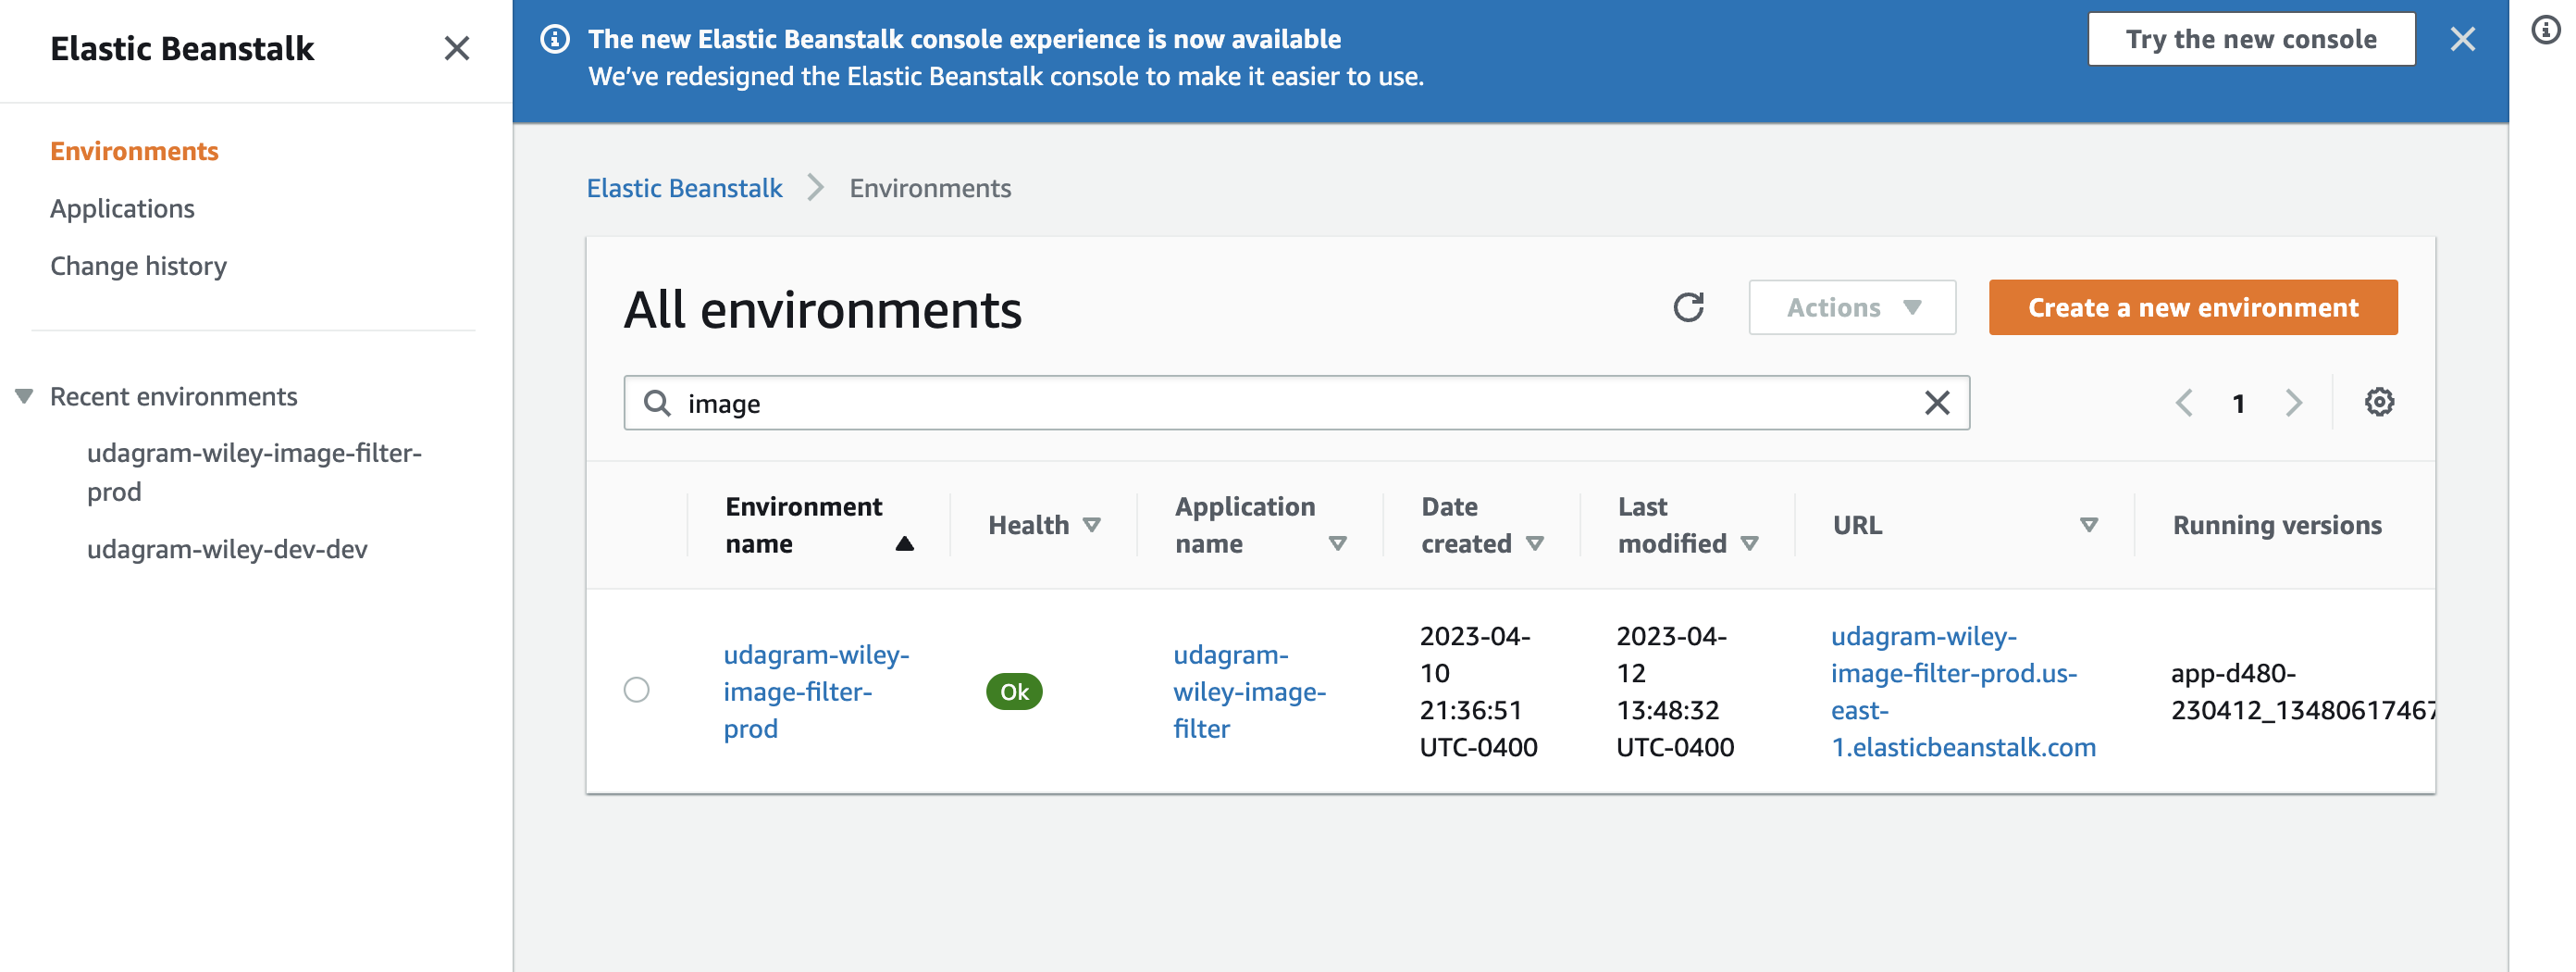 Elastic Beanstalk
Environments
Applications
Change history
Recent environments
udagram-wiley-image-filter-
prod
udagram-wiley-dev-dev
The new Elastic Beanstalk console experience is now available
We’ve redesigned the Elastic Beanstalk console to make it easier to use.
Try the new console
Elastic Beanstalk
Environments
All environments
Actions
Create a new environment
image
1
Environment
name
Health
Application
name
Date
created
Last
modified
URL
Running versions
udagram-wiley-
image-filter-
prod
Ok
udagram-
wiley-image-
filter
2023-04-
10
21:36:51
UTC-0400
2023-04-
12
13:48:32
UTC-0400
udagram-wiley-
image-filter-prod.us-
east-
1.elasticbeanstalk.com
app-d480-
230412_13480617467